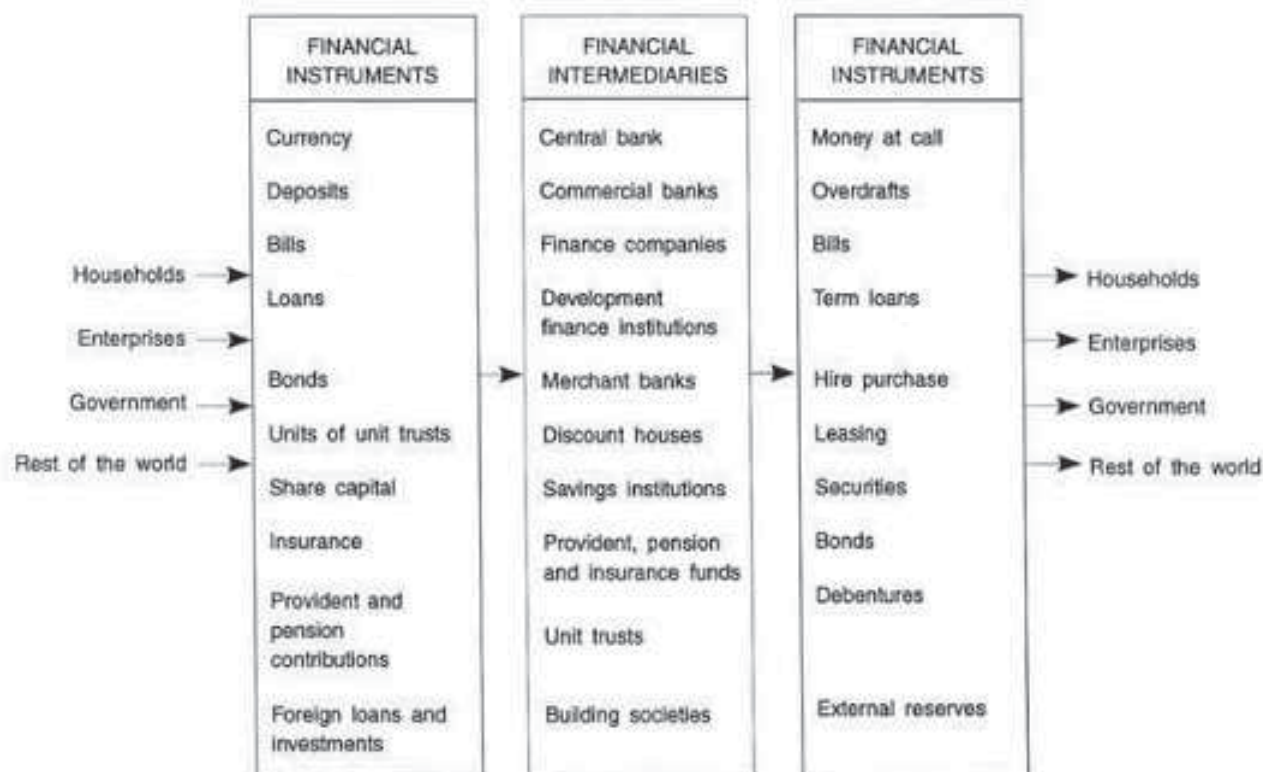 FINANCIAL
INSTRUMENTS
Currency
Deposits
Bills
Loans
Bonds
Units of unit trusts
Share capital
Insurance
Provident and
pension
contributions
Foreign loans and
investments
FINANCIAL
INTERMEDIARIES
Central bank
Commercial banks
Finance companies
Development
finance institutions
Merchant banks
Discount houses
Savings institutions
Provident, pension
and insurance funds
Unit trusts
Building societies
FINANCIAL
INSTRUMENTS
Money at call
Overdrafts
Bills
Term loans
Hire purchase
Leasing
Securities
Bonds
Debentures
External reserves
Households
Enterprises
Government
Rest of the world
Households
Enterprises
Government
Rest of the world